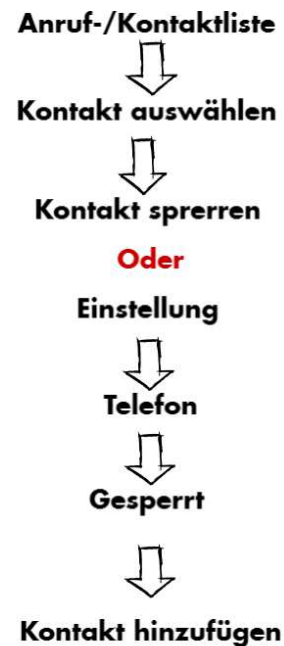 Anruf-/Kontaktliste
Kontakt auswählen
Kontakt sprerren
Oder
Einstellung
Telefon
Gesperrt
Kontakt hinzufügen